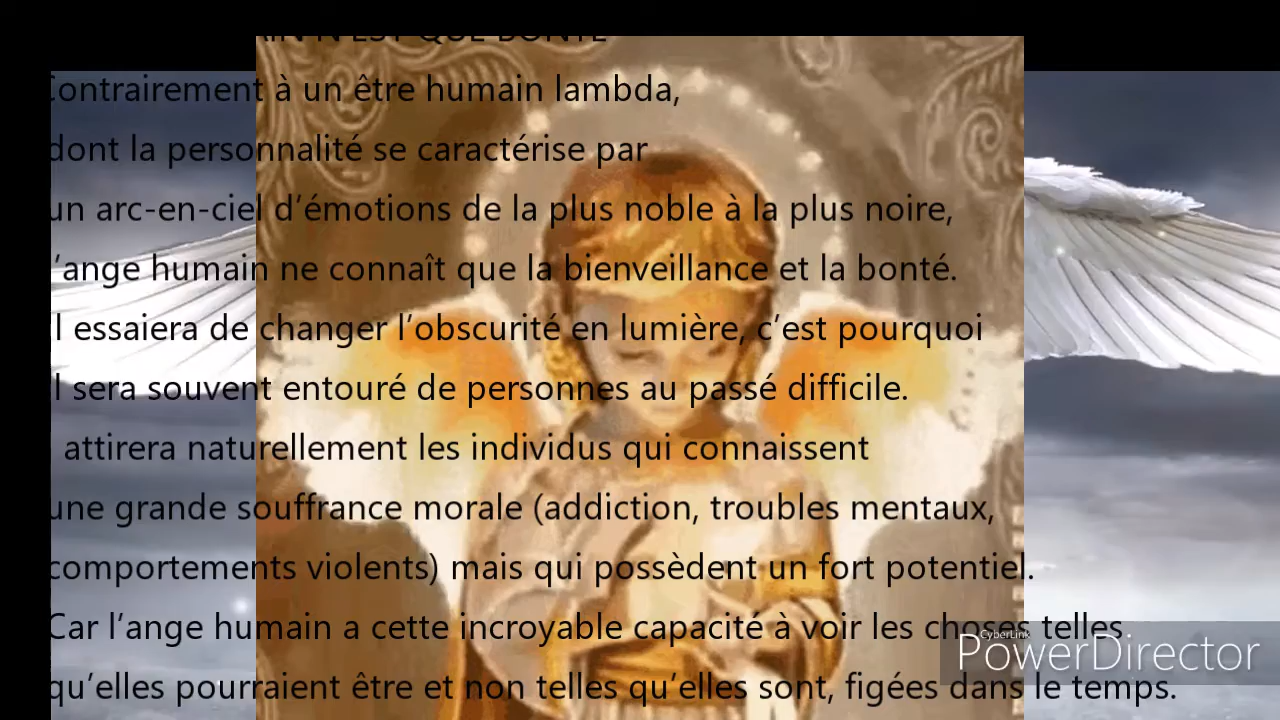 QUE BONTÉ
Contrairement à un être humain lambda,
dont la personnalité se caractérise par
un arc-en-ciel d’émotions de la plus noble à la plus noire,
l’ange humain ne connaît que la bienveillance et la bonté.
Il essaiera de changer l’obscurité en lumière, c’est pourquoi
il sera souvent entouré de personnes au passé difficile.
attirera naturellement les individus qui connaissent
une grande souffrance morale (addiction, troubles mentaux,
comportements violents) mais qui possèdent un fort potentiel.
Car l’ange humain a cette incroyable capacité à voir les choses telles
qu’elles pourraient être et non telles qu’elles sont, figées dans le temps.
CyberLink
PowerDirector